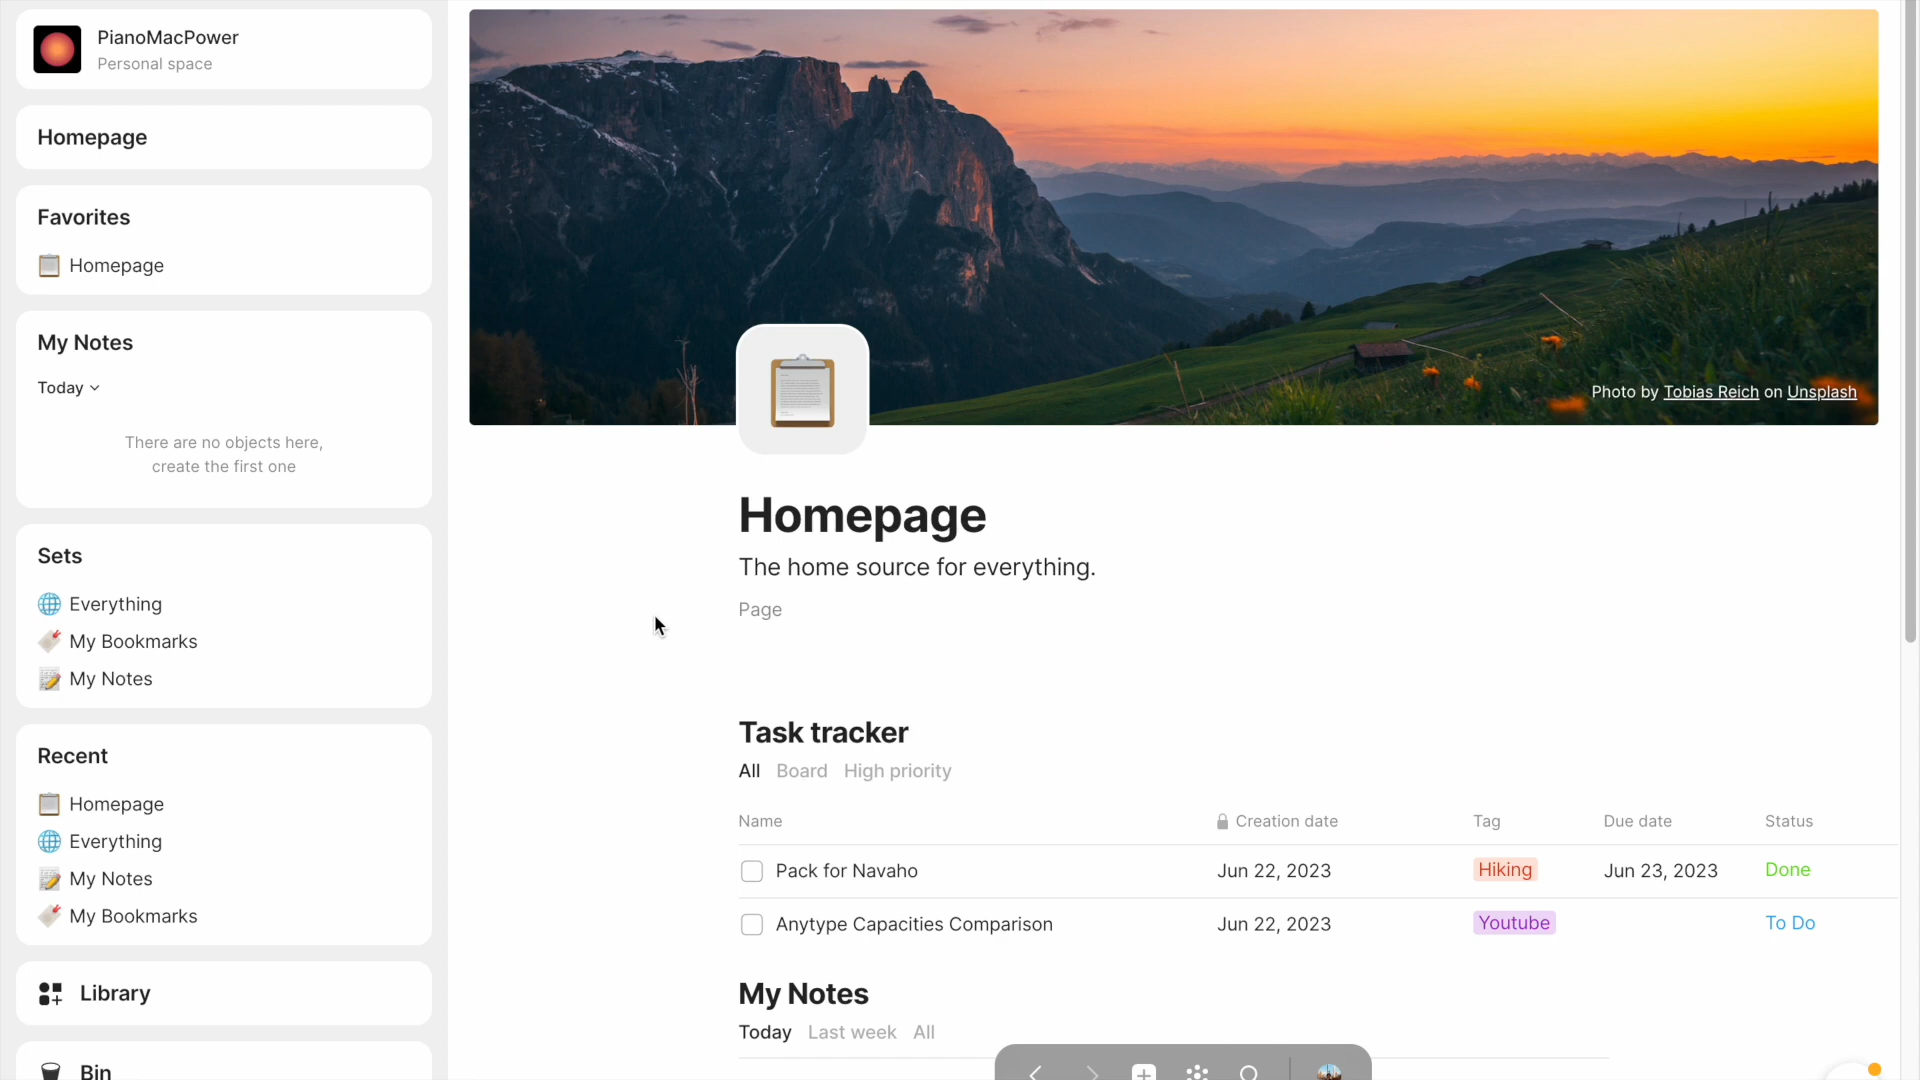 PianoMacPower
Personal space
Homepage
Favorites
Homepage
My Notes
Today
There are no objects here,
create the first one
Sets
Everything
My Bookmarks
My Notes
Recent
Homepage
Everything
My Notes
My Bookmarks
Library
Bin
Photo by Tobias Reich on Unsplash
Homepage
The home source for everything.
Page
Task tracker
All Board High priority
Name Creation date Tag Due date Status
Pack for Navaho Jun 22, 2023 Hiking Jun 23, 2023 Done
Anytype Capacities Comparison Jun 22, 2023 Youtube To Do
My Notes
Today Last week All